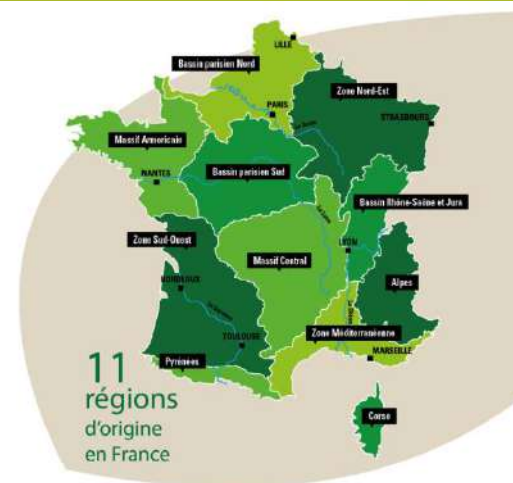 LILLE
Bassin parisien Nord
Zone Nord-Est
PARIS
STRASBOURG
Massif Armoricain
NANTES
Bassin parisien Sud
Bassin Rhône-Saône et Jura
Zone Sud-Ouest
LYON
Massif Central
Alpes
BORDEAUX
Zone Méditerranéenne
TOULOUSE
MARSEILLE
Pyrénées
11
régions
d'origine
en France
Corse